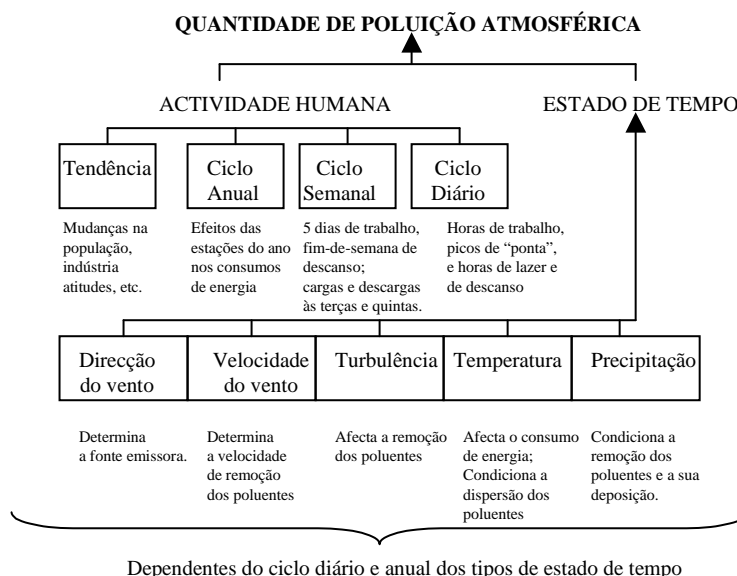 QUANTIDADE DE POLUIÇÃO ATMOSFÉRICA
ACTIVIDADE HUMANA
ESTADO DE TEMPO
Tendência
Ciclo
Anual
Ciclo
Semanal
Ciclo
Diário
Mudanças na
população,
indústria
atitudes, etc.
Efeitos das
estações do ano
nos consumos
de energia
5 dias de trabalho,
fim-de-semana de
descanso;
cargas e descargas
às terças e quintas.
Horas de trabalho,
picos de “ponta”,
e horas de lazer e
de descanso
Direcção
do vento
Velocidade
do vento
Turbulência
Temperatura
Precipitação
Determina
a fonte emissora.
Determina
a velocidade
de remoção
dos poluentes
Afecta a remoção
dos poluentes
Afecta o consumo
de energia;
Condiciona a
dispersão dos
poluentes
Condiciona a
remoção dos
poluentes e a sua
deposição.
Dependentes do ciclo diário e anual dos tipos de estado de tempo